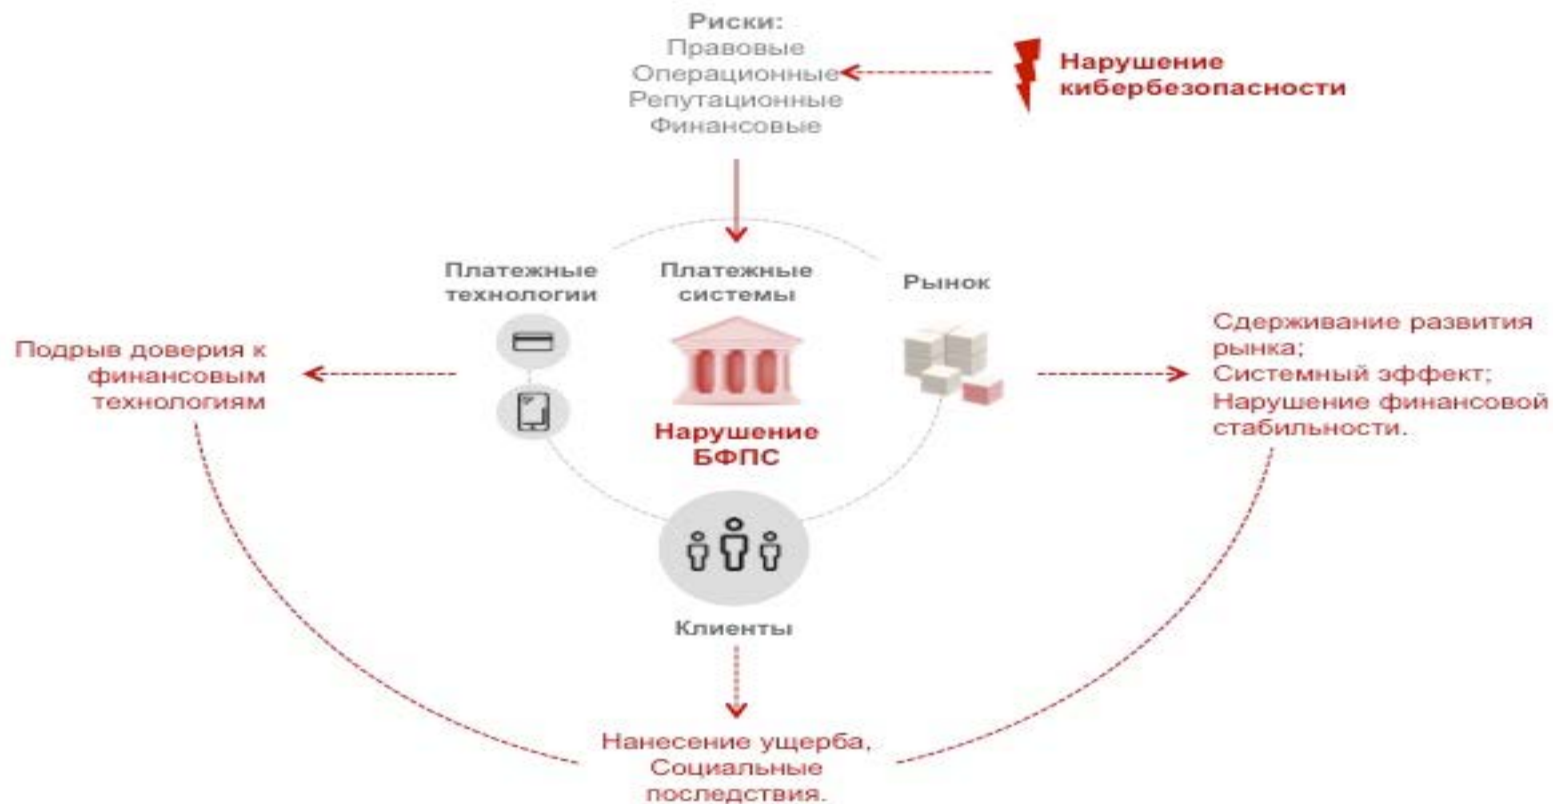 Риски:
Правовые
Операционные
Репутационные
Финансовые
Нарушение
кибербезопасности
Платежные
технологии
Платежные
системы
Рынок
Подрыв доверия к
финансовым
технологиям
Нарушение
БФПС
Сдерживание развития
рынка;
Системный эффект;
Нарушение финансовой
стабильности.
Клиенты
Нанесение ущерба,
Социальные
последствия.